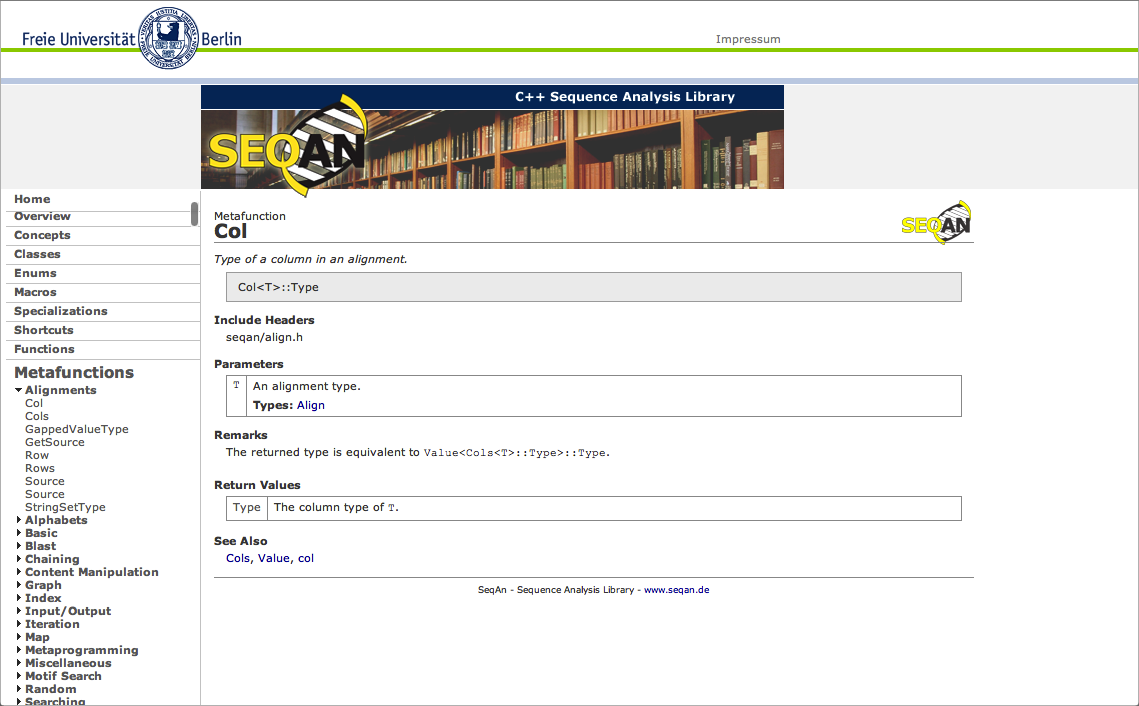 Freie Universität Berlin
Impressum
C++ Sequence Analysis Library
SEQAN
Home
Overview
Concepts
Classes
Enums
Macros
Specializations
Shortcuts
Functions
Metafunctions
Alignments
Col
Cols
GappedValueType
GetSource
Row
Rows
Source
Source
StringSetType
Alphabets
Basic
Blast
Chaining
Content Manipulation
Graph
Index
Input/Output
Iteration
Map
Metaprogramming
Miscellaneous
Motif Search
Random
Searching
Metafunction
Col
SEQAN
Type of a column in an alignment.
Col<T>::Type
Include Headers
seqan/align.h
Parameters
T An alignment type.
Types: Align
Remarks
The returned type is equivalent to Value<Cols<T>::Type>::Type.
Return Values
Type The column type of T.
See Also
Cols, Value, col
SeqAn - Sequence Analysis Library - www.seqan.de